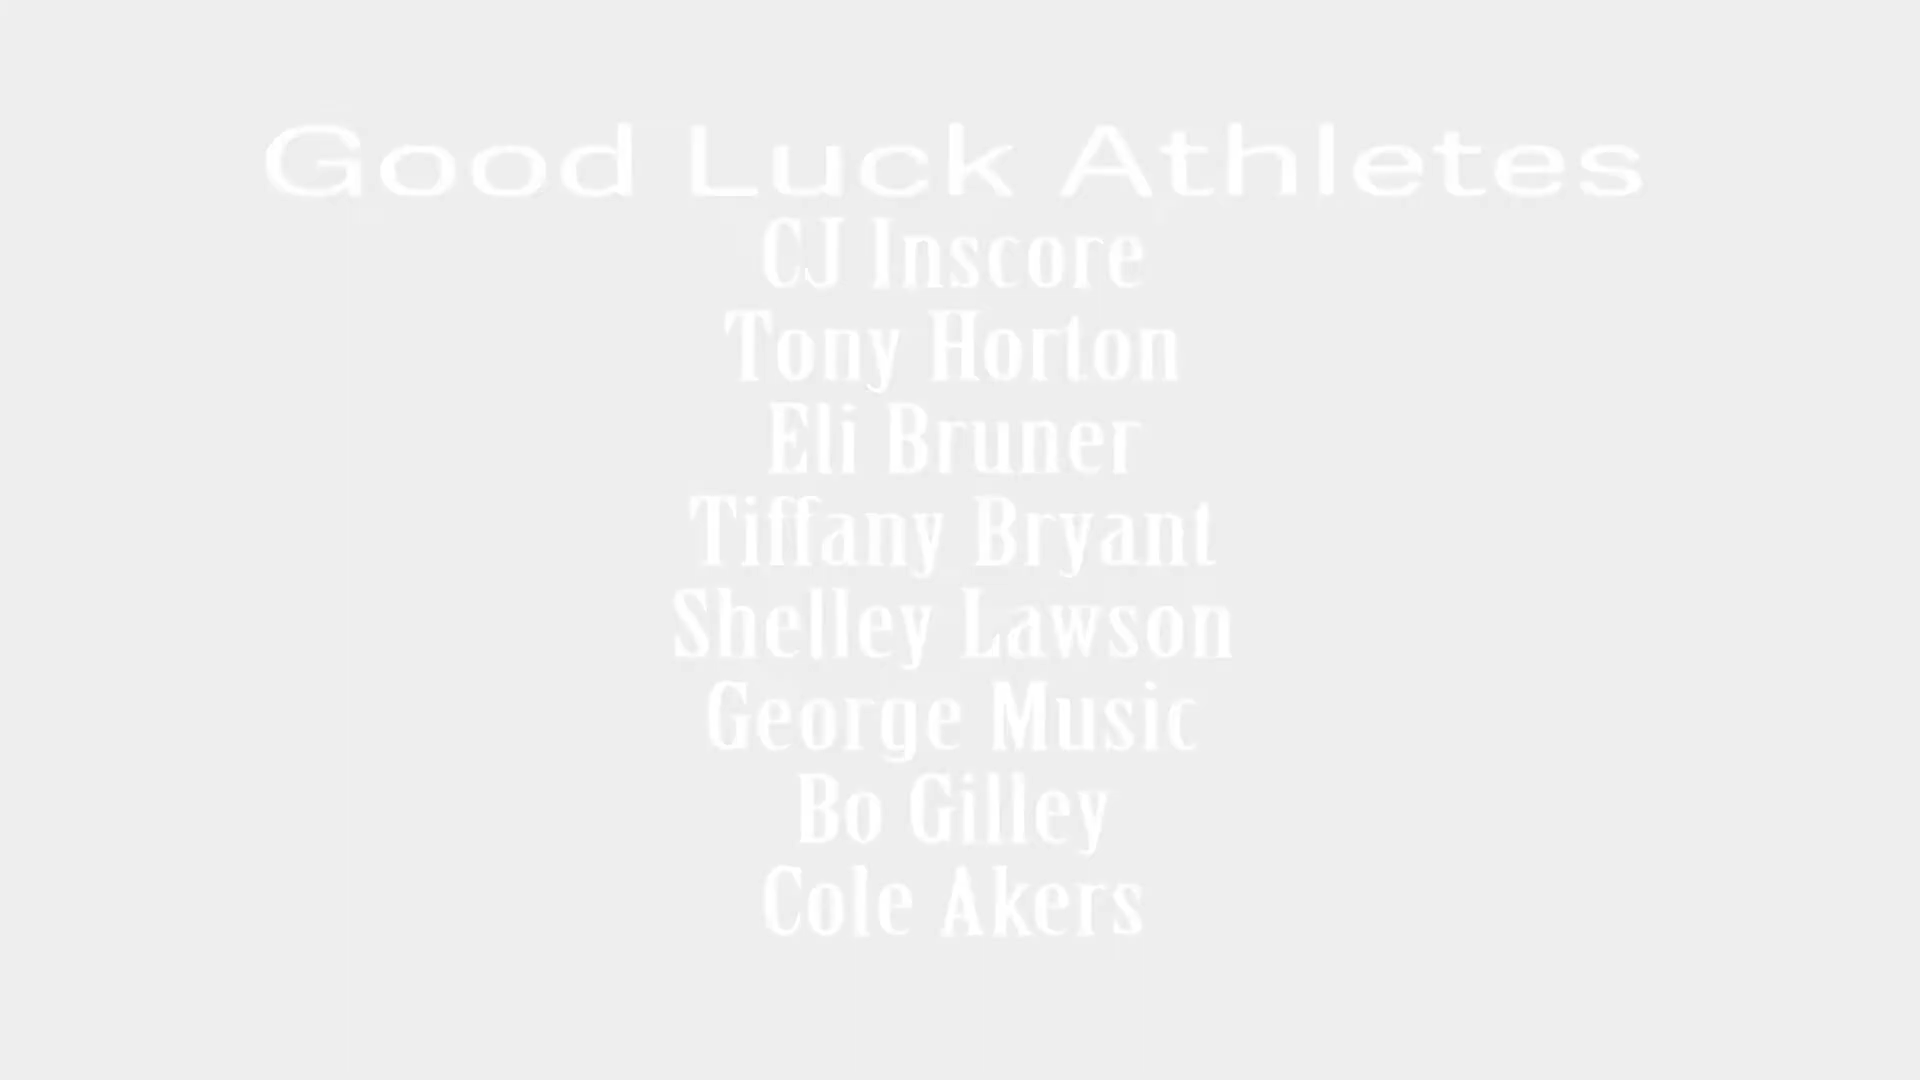 Good Luck Athletes
CJ Inscore
Tony Horton
Eli Bruner
Tiffany Bryant
Shelley Lawson
George Music
Bo Gilley
Cole Akers